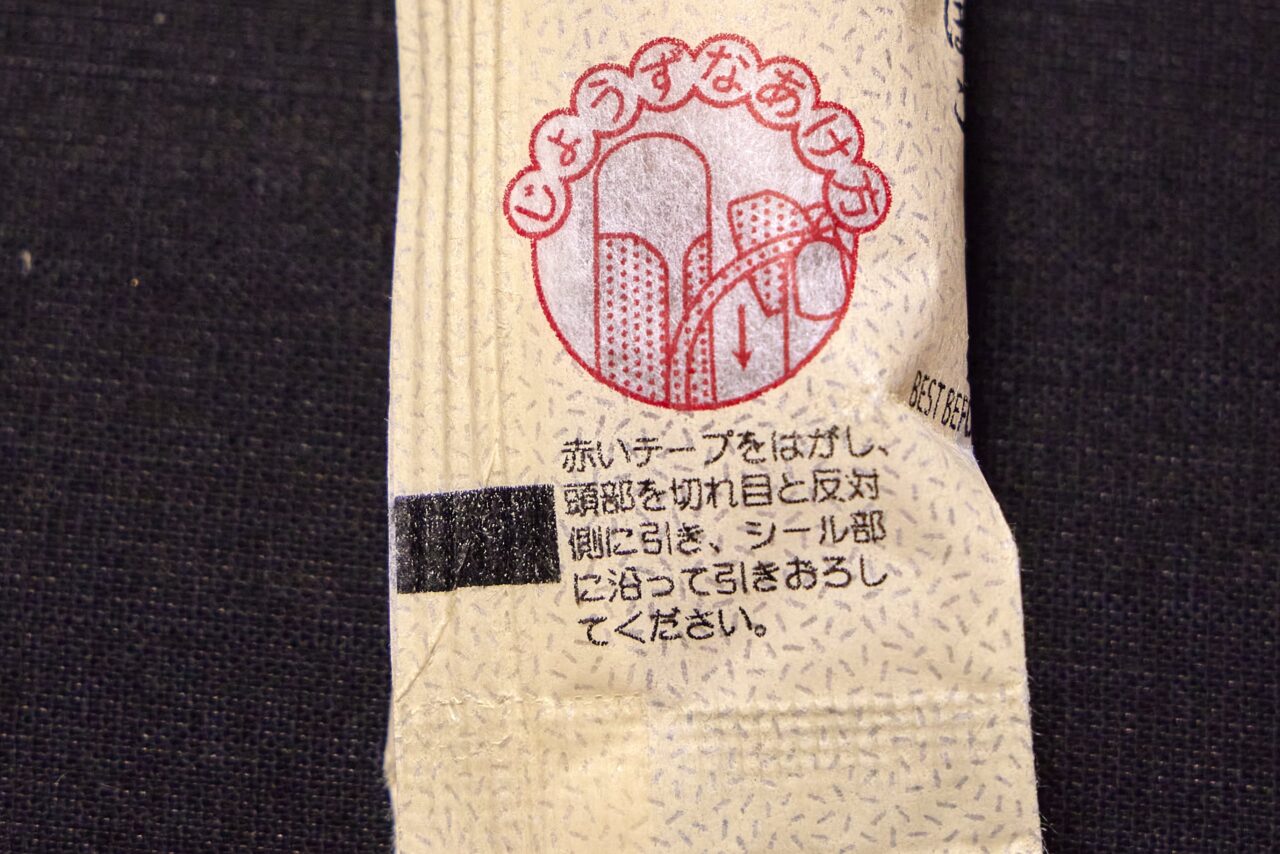 じょうずなあけ方
BEST BEFO
赤いテープをはがし、
頭部を切れ目と反対
側に引き、シール部
に沿って引きおろし
てください。